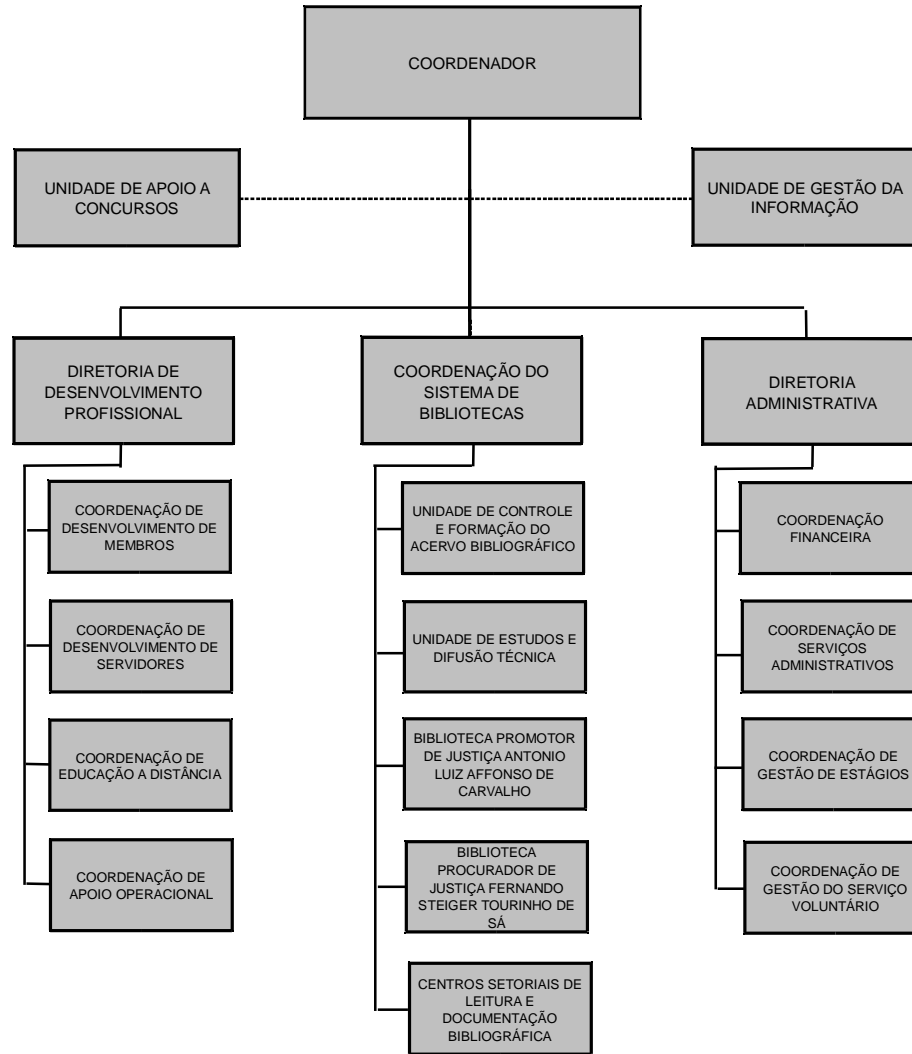 COORDENADOR
UNIDADE DE APOIO A
CONCURSOS
UNIDADE DE GESTÃO DA
INFORMAÇÃO
DIRETORIA DE
DESENVOLVIMENTO
PROFISSIONAL
COORDENAÇÃO DO
SISTEMA DE
BIBLIOTECAS
DIRETORIA
ADMINISTRATIVA
COORDENAÇÃO DE
DESENVOLVIMENTO DE
MEMBROS
COORDENAÇÃO DE
DESENVOLVIMENTO DE
SERVIDORES
COORDENAÇÃO DE
EDUCAÇÃO A DISTÂNCIA
COORDENAÇÃO DE
APOIO OPERACIONAL
UNIDADE DE CONTROLE
E FORMAÇÃO DO
ACERVO BIBLIOGRÁFICO
UNIDADE DE ESTUDOS E
DIFUSÃO TÉCNICA
BIBLIOTECA PROMOTOR
DE JUSTIÇA ANTONIO
LUIZ AFFONSO DE
CARVALHO
BIBLIOTECA
PROCURADOR DE
JUSTIÇA FERNANDO
STEIGER TOURINHO DE
SÁ
CENTROS SETORIAIS DE
LEITURA E
DOCUMENTAÇÃO
BIBLIOGRÁFICA
COORDENAÇÃO
FINANCEIRA
COORDENAÇÃO DE
SERVIÇOS
ADMINISTRATIVOS
COORDENAÇÃO DE
GESTÃO DE ESTÁGIOS
COORDENAÇÃO DE
GESTÃO DO SERVIÇO
VOLUNTÁRIO